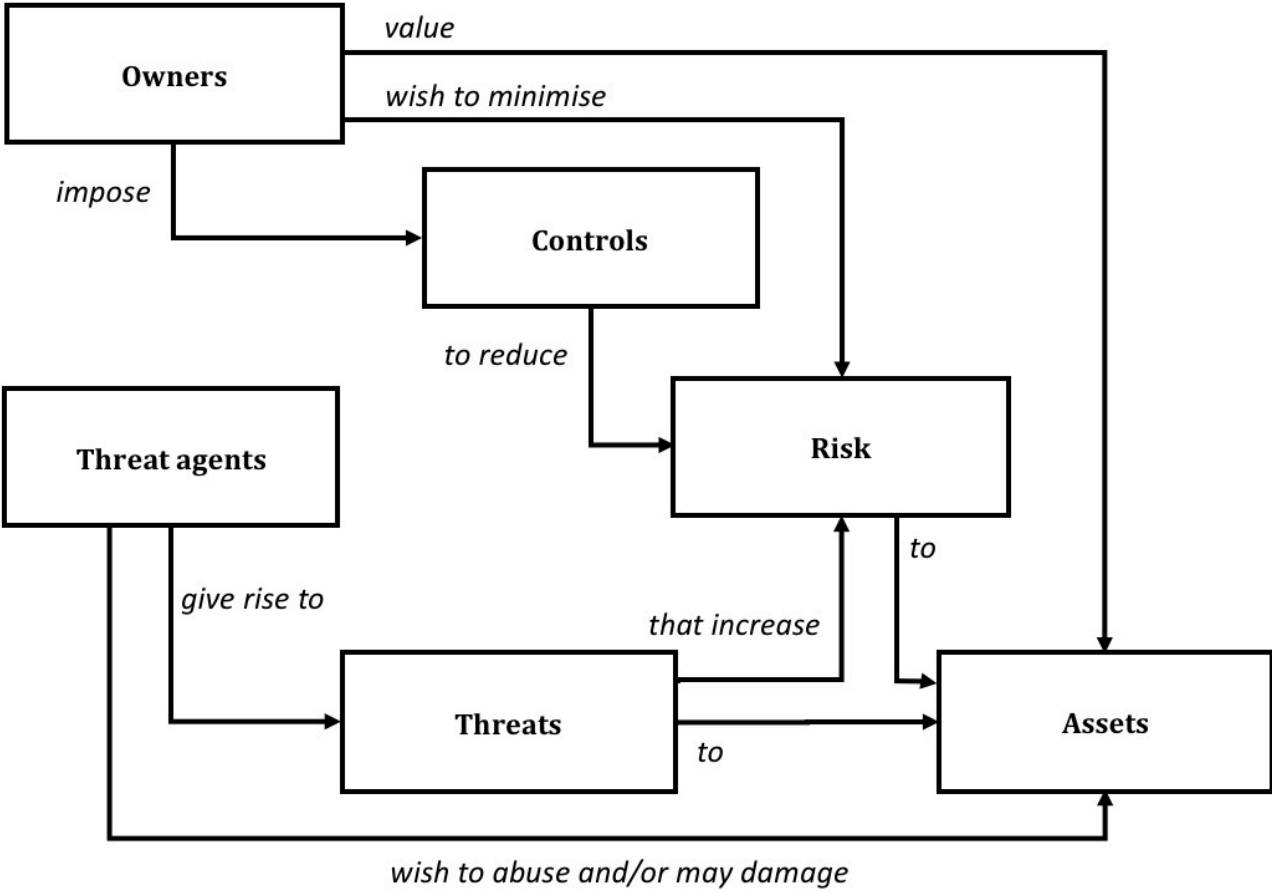 value
Owners
wish to minimise
impose
Controls
to reduce
Risk
Threat agents
to
give rise to
that increase
Threats
Assets
to
wish to abuse and/or may damage